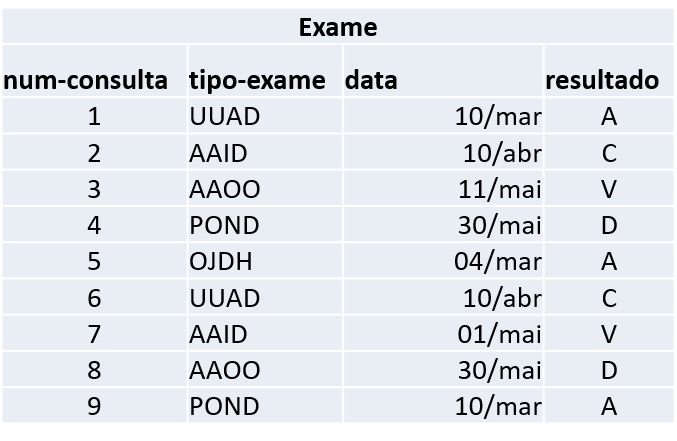 Exame
num-consulta tipo-exame data resultado
1 UUAD 10/mar A
2 AAID 10/abr C
3 AAOO 11/mai V
4 POND 30/mai D
5 OJDH 04/mar A
6 UUAD 10/abr C
7 AAID 01/mai V
8 AAOO 30/mai D
9 POND 10/mar A